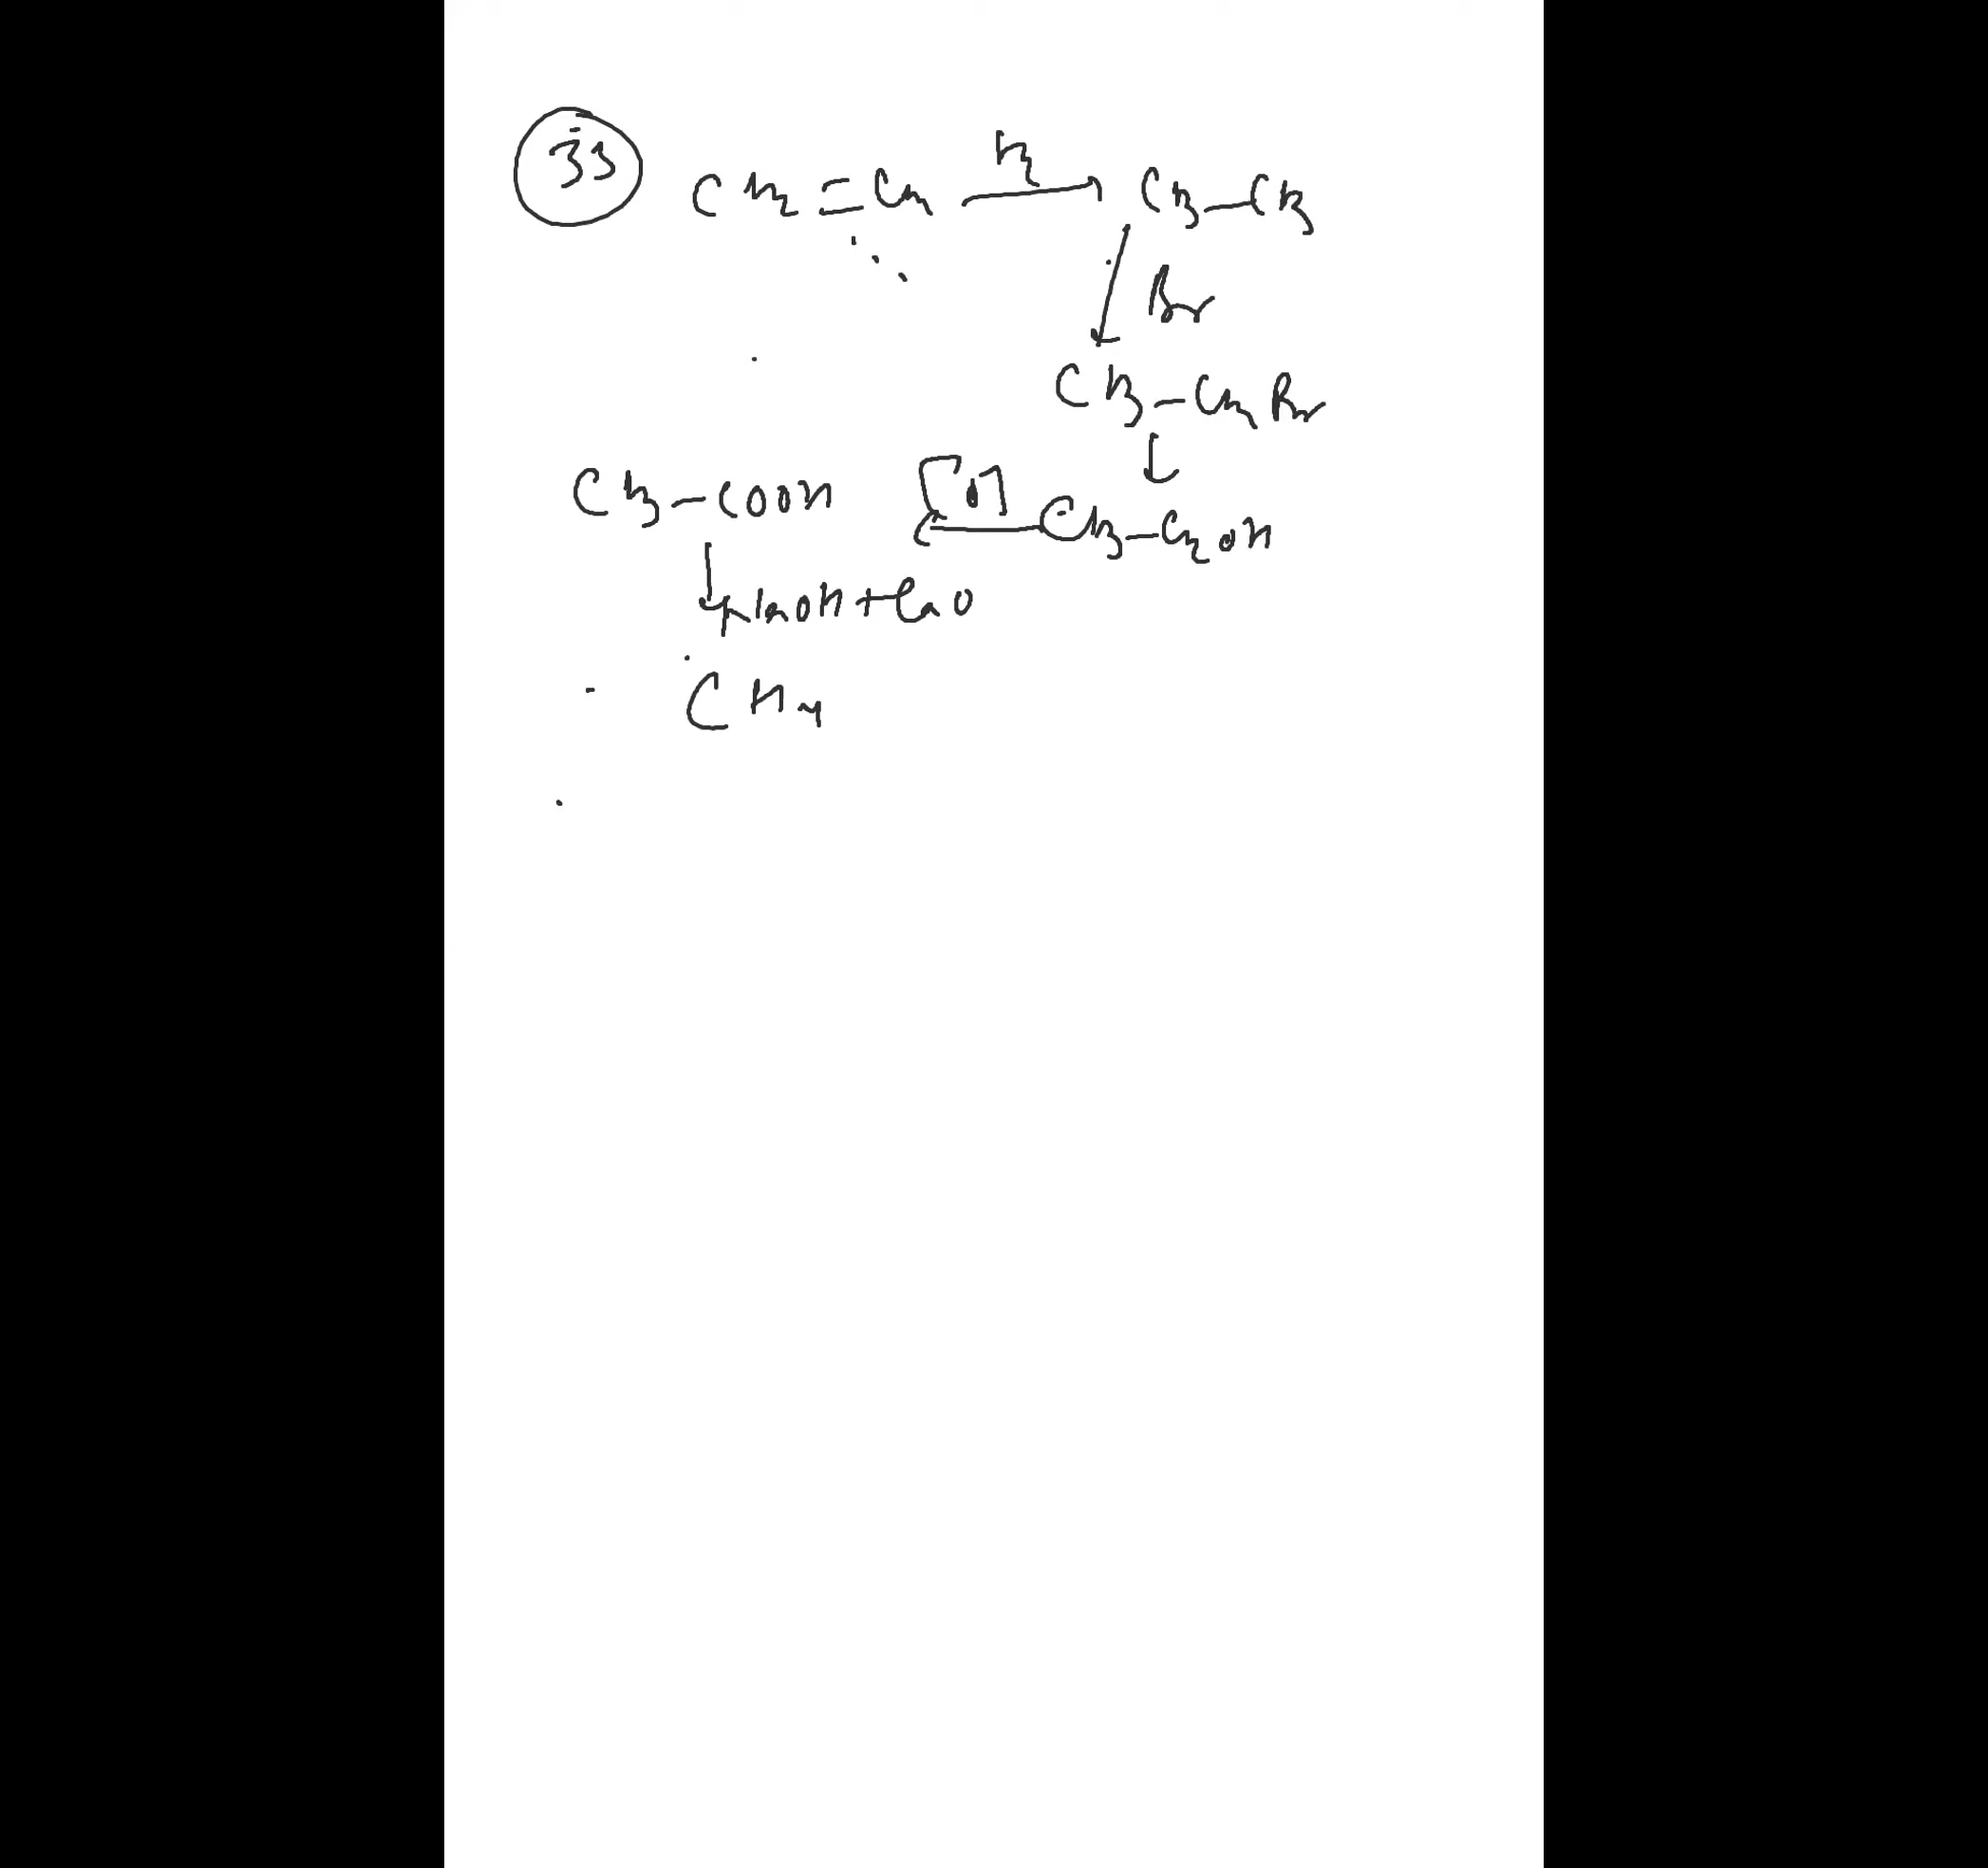 33 CH2=CH2 H2 CH3-CH3
Br
CH3-CH2Br
CH3-COOH [O] CH3-CH2OH
NaOH+CaO
CH4